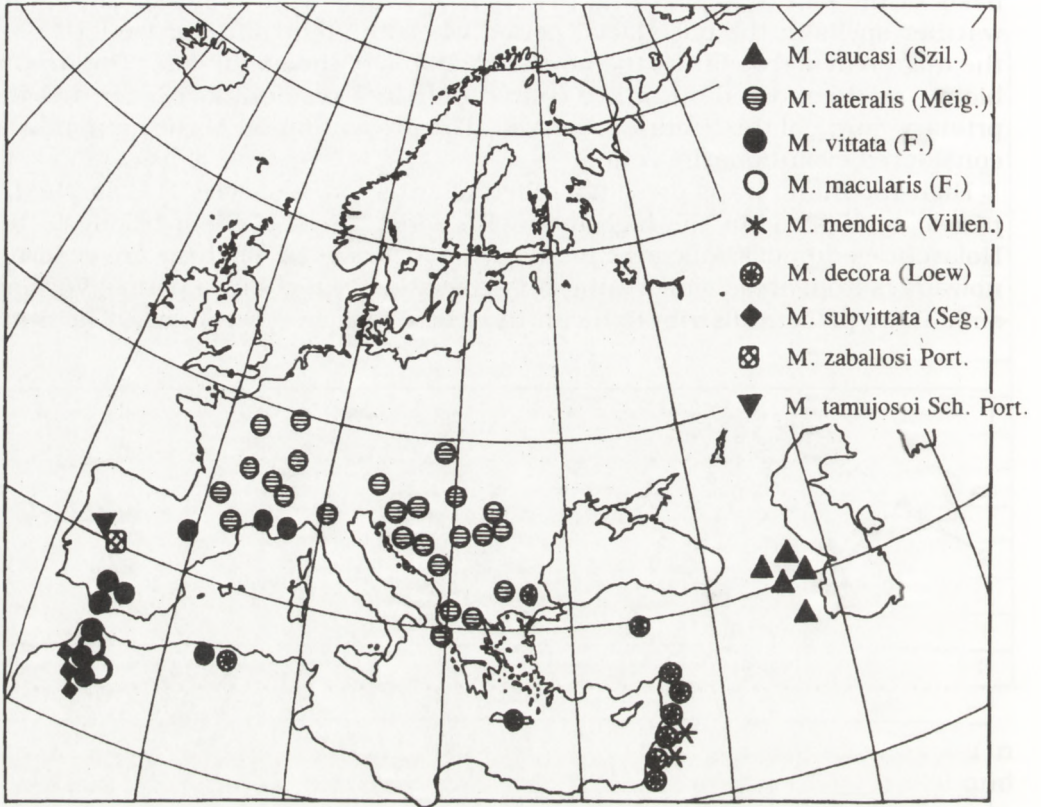 M. caucasi (Szil.)
M. lateralis (Meig.)
M. vittata (F.)
M. macularis (F.)
M. mendica (Villen.)
M. decora (Loew)
M. subvittata (Seg.)
M. zaballosi Port.
M. tamujosoi Sch. Port.